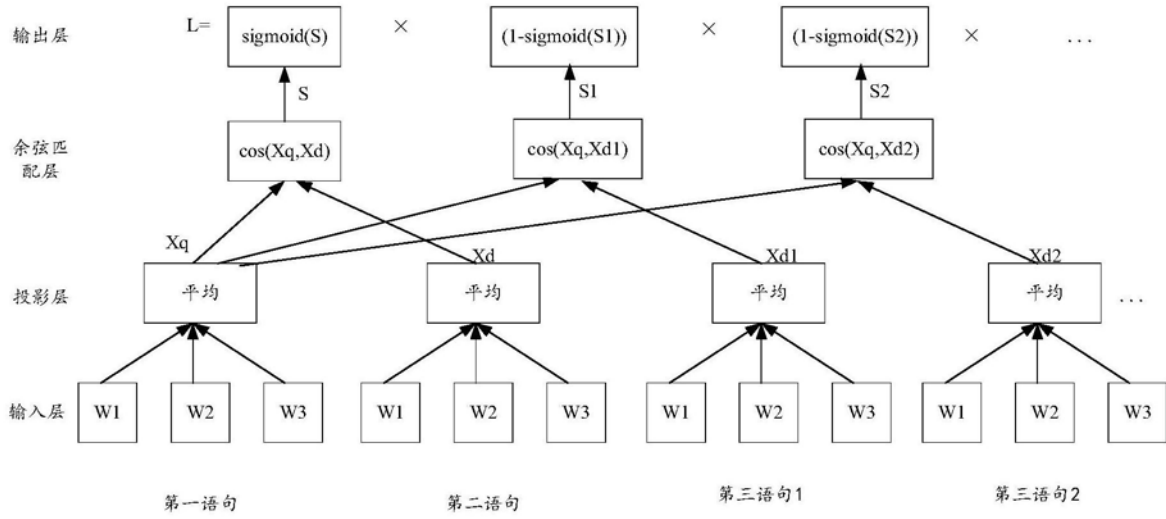 输出层 L= sigmoid(S) × (1-sigmoid(S1)) × (1-sigmoid(S2)) × ...
S S1 S2
余弦匹
配层
cos(Xq,Xd) cos(Xq,Xd1) cos(Xq,Xd2)
Xq Xd Xd1 Xd2
投影层 平均 平均 平均 平均 ...
输入层 W1 W2 W3 W1 W2 W3 W1 W2 W3 W1 W2 W3
第一语句 第二语句 第三语句1 第三语句2